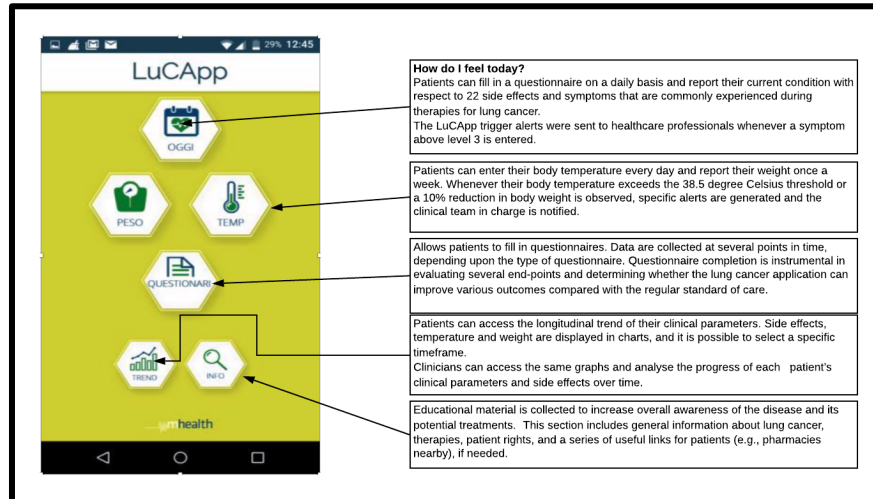 29% 12:45
LuCApp
OGGI
PESO
TEMP
QUESTIONARI
TREND
INFO
mhealth
How do I feel today?
Patients can fill in a questionnaire on a daily basis and report their current condition with
respect to 22 side effects and symptoms that are commonly experienced during
therapies for lung cancer.
The LuCApp trigger alerts were sent to healthcare professionals whenever a symptom
above level 3 is entered.
Patients can enter their body temperature every day and report their weight once a
week. Whenever their body temperature exceeds the 38.5 degree Celsius threshold or
a 10% reduction in body weight is observed, specific alerts are generated and the
clinical team in charge is notified.
Allows patients to fill in questionnaires. Data are collected at several points in time,
depending upon the type of questionnaire. Questionnaire completion is instrumental in
evaluating several end-points and determining whether the lung cancer application can
improve various outcomes compared with the regular standard of care.
Patients can access the longitudinal trend of their clinical parameters. Side effects,
temperature and weight are displayed in charts, and it is possible to select a specific
timeframe.
Clinicians can access the same graphs and analyse the progress of each patient's
clinical parameters and side effects over time.
Educational material is collected to increase overall awareness of the disease and its
potential treatments. This section includes general information about lung cancer,
therapies, patient rights, and a series of useful links for patients (e.g., pharmacies
nearby), if needed.